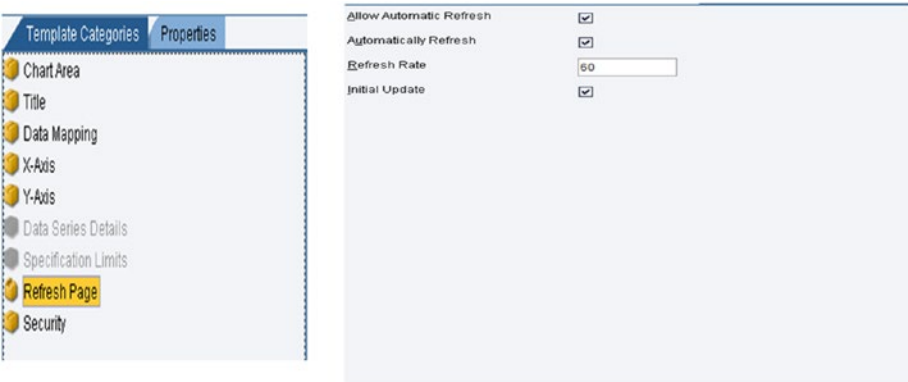 Template Categories
Properties
Chart Area
Title
Data Mapping
X-Axis
Y-Axis
Data Series Details
Specification Limits
Refresh Page
Security
Allow Automatic Refresh
Automatically Refresh
Refresh Rate
60
Initial Update